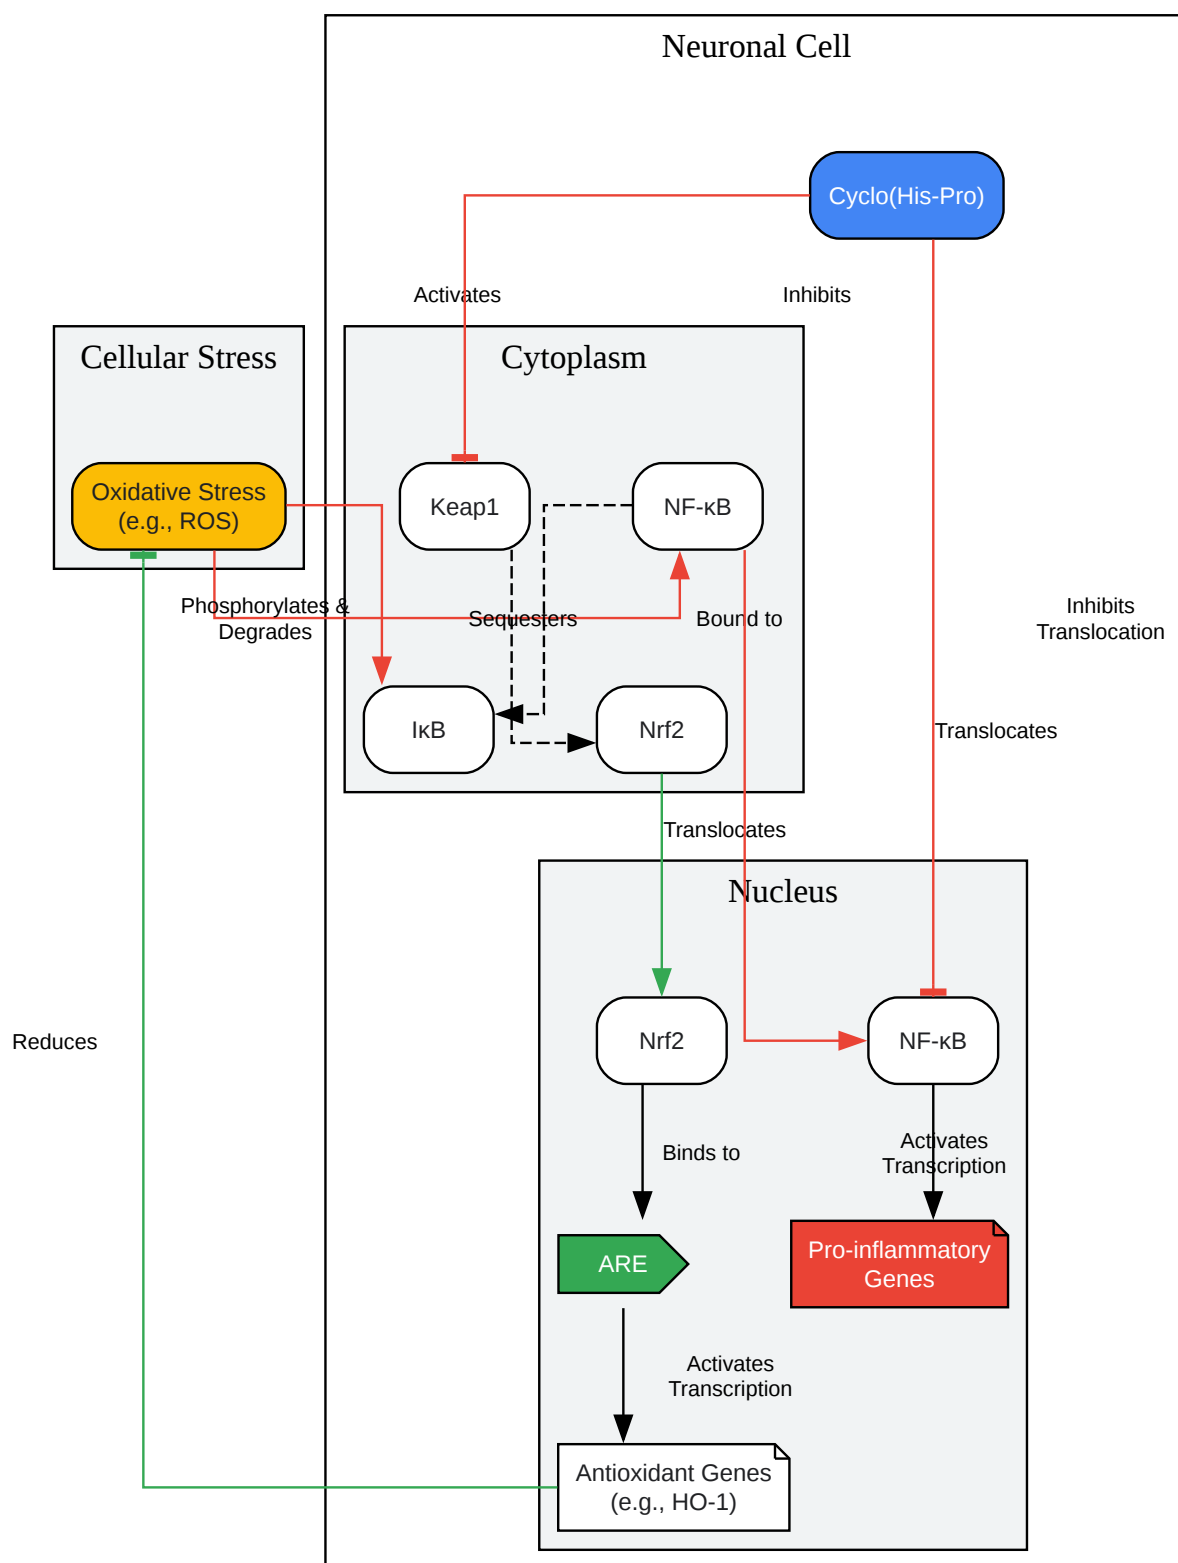 Neuronal Cell
Cyclo(His-Pro)
Activates
Inhibits
Cellular Stress
Cytoplasm
Oxidative Stress
(e.g., ROS)
Keap1
NF-κB
Phosphorylates &
Degrades
Sequesters
Bound to
Inhibits
Translocation
IκB
Nrf2
Translocates
Translocates
Nucleus
Nrf2
NF-κB
Reduces
Binds to
Activates
Transcription
ARE
Pro-inflammatory
Genes
Activates
Transcription
Antioxidant Genes
(e.g., HO-1)